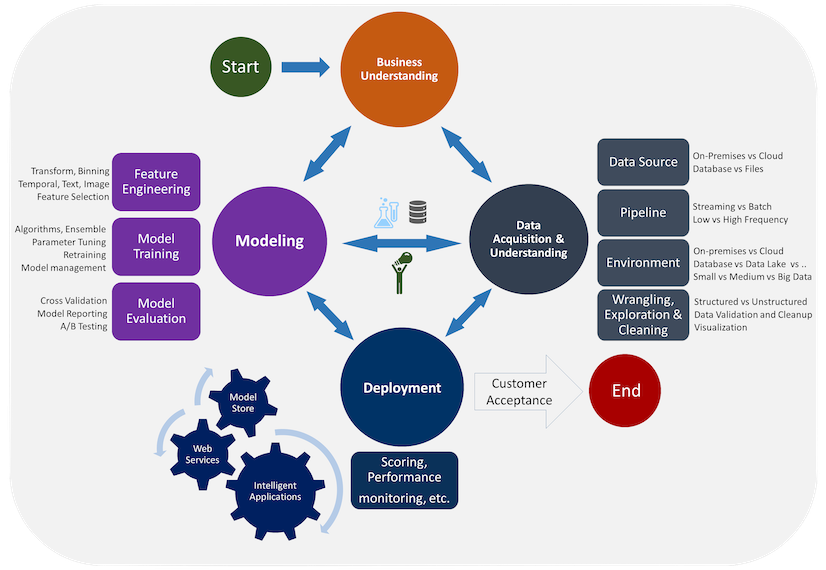 Start
Business
Understanding
Transform, Binning
Temporal, Text, Image
Feature Selection
Feature
Engineering
Algorithms, Ensemble
Parameter Tuning
Retraining
Model management
Model
Training
Cross Validation
Model Reporting
A/B Testing
Model
Evaluation
Modeling
Data
Acquisition &
Understanding
Data Source
On-Premises vs Cloud
Database vs Files
Pipeline
Streaming vs Batch
Low vs High Frequency
Environment
On-premises vs Cloud
Database vs Data Lake vs ..
Small vs Medium vs Big Data
Wrangling,
Exploration &
Cleaning
Structured vs Unstructured
Data Validation and Cleanup
Visualization
Deployment
Customer
Acceptance
End
Scoring,
Performance
monitoring, etc.
Model
Store
Web
Services
Intelligent
Applications